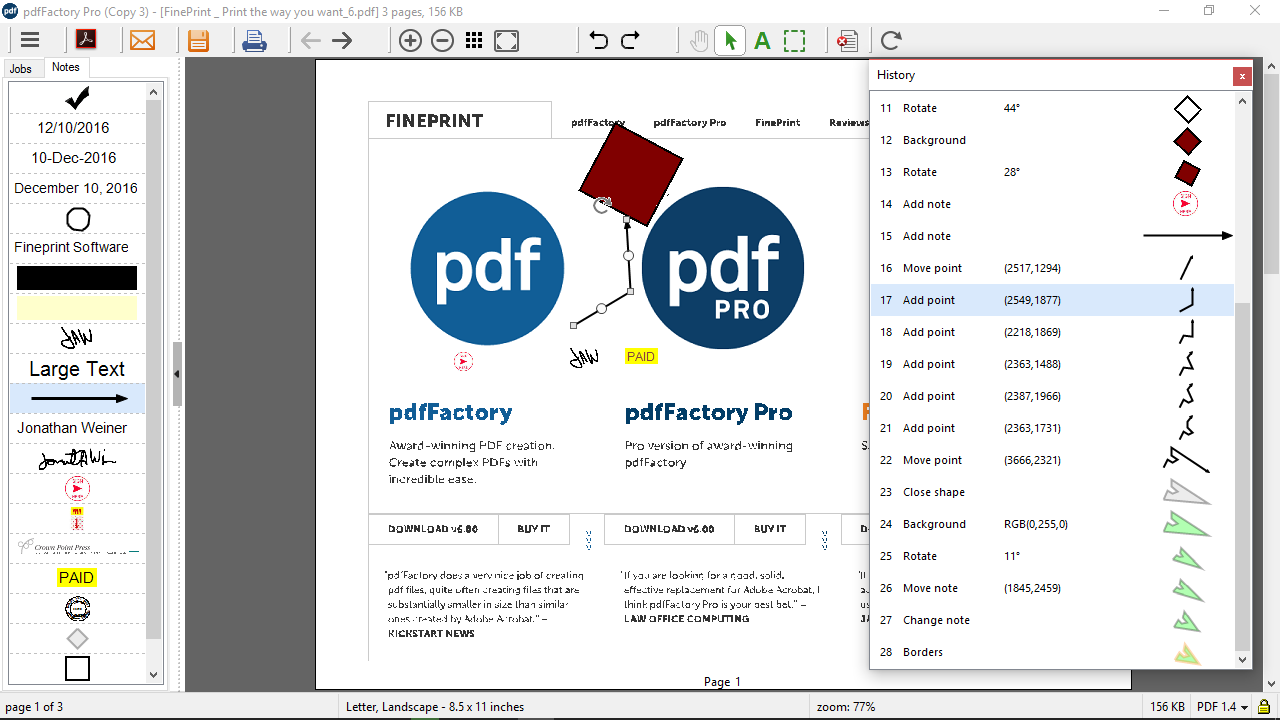 pdfFactory Pro (Copy 3) - [FinePrint _ Print the way you want_6.pdf] 3 pages, 156 KB
Jobs
Notes
12/10/2016
10-Dec-2016
December 10, 2016
Fineprint Software
JAW
Large Text
Jonathan Weiner
Crown Point Press
PAID
FINEPRINT
pdfFactory
pdfFactory Pro
FinePrint
Reviews
pdf
pdf
PRO
JAW
PAID
pdfFactory
Award-winning PDF creation.
Create complex PDFs with
incredible ease.
pdfFactory Pro
Pro version of award-winning
pdfFactory
DOWNLOAD v6.00
BUY IT
DOWNLOAD v6.00
BUY IT
"pdfFactory does a very nice job of creating
pdf files, quite often creating files that are
substantially smaller in size than similar
ones created by Adobe Acrobat." –
KICKSTART NEWS
"If you are looking for a good, solid,
effective replacement for Adobe Acrobat, I
think pdfFactory Pro is your best bet." –
LAW OFFICE COMPUTING
Page 1
History
x
11 Rotate 44°
12 Background
13 Rotate 28°
14 Add note
15 Add note
16 Move point (2517,1294)
17 Add point (2549,1877)
18 Add point (2218,1869)
19 Add point (2363,1488)
20 Add point (2387,1966)
21 Add point (2363,1731)
22 Move point (3666,2321)
23 Close shape
24 Background RGB(0,255,0)
25 Rotate 11°
26 Move note (1845,2459)
27 Change note
28 Borders
page 1 of 3
Letter, Landscape - 8.5 x 11 inches
zoom: 77%
156 KB
PDF 1.4